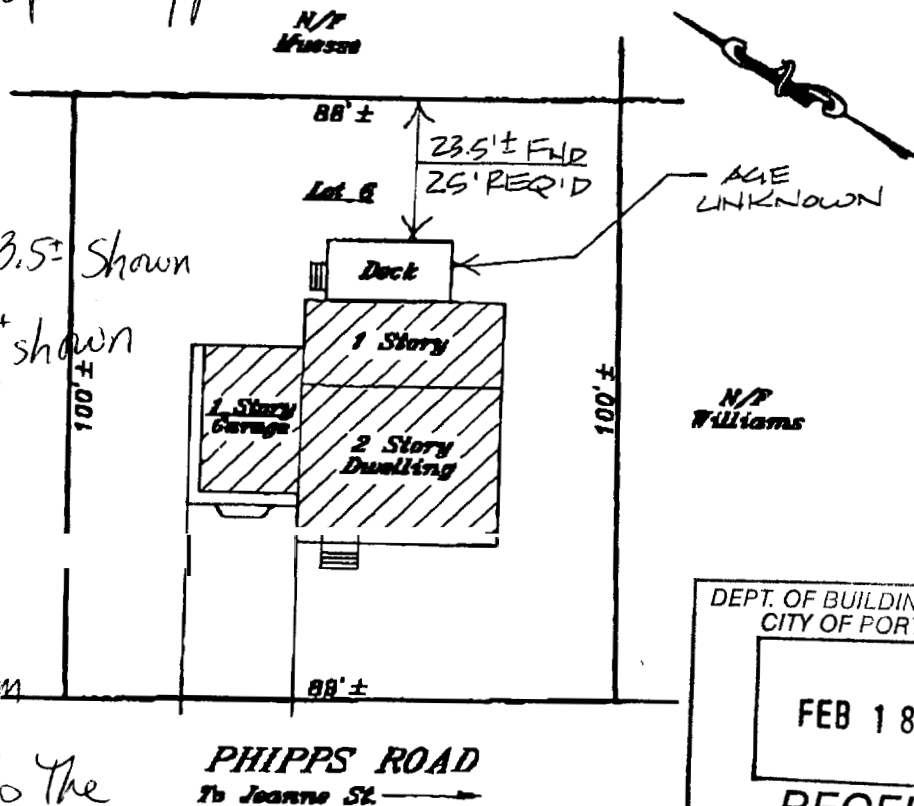 N/F
Muesse
88'±
23.5'± FND
25' REQ'D
AGE
UNKNOWN
Lot 6
3.5± Shown
Deck
± shown
1 Story
100'±
100'±
N/F
Williams
1 Story
Garage
2 Story
Dwelling
DEPT. OF BUILDIN
CITY OF POR
88'±
FEB 18
PHIPPS ROAD
To Jeanne St.
The